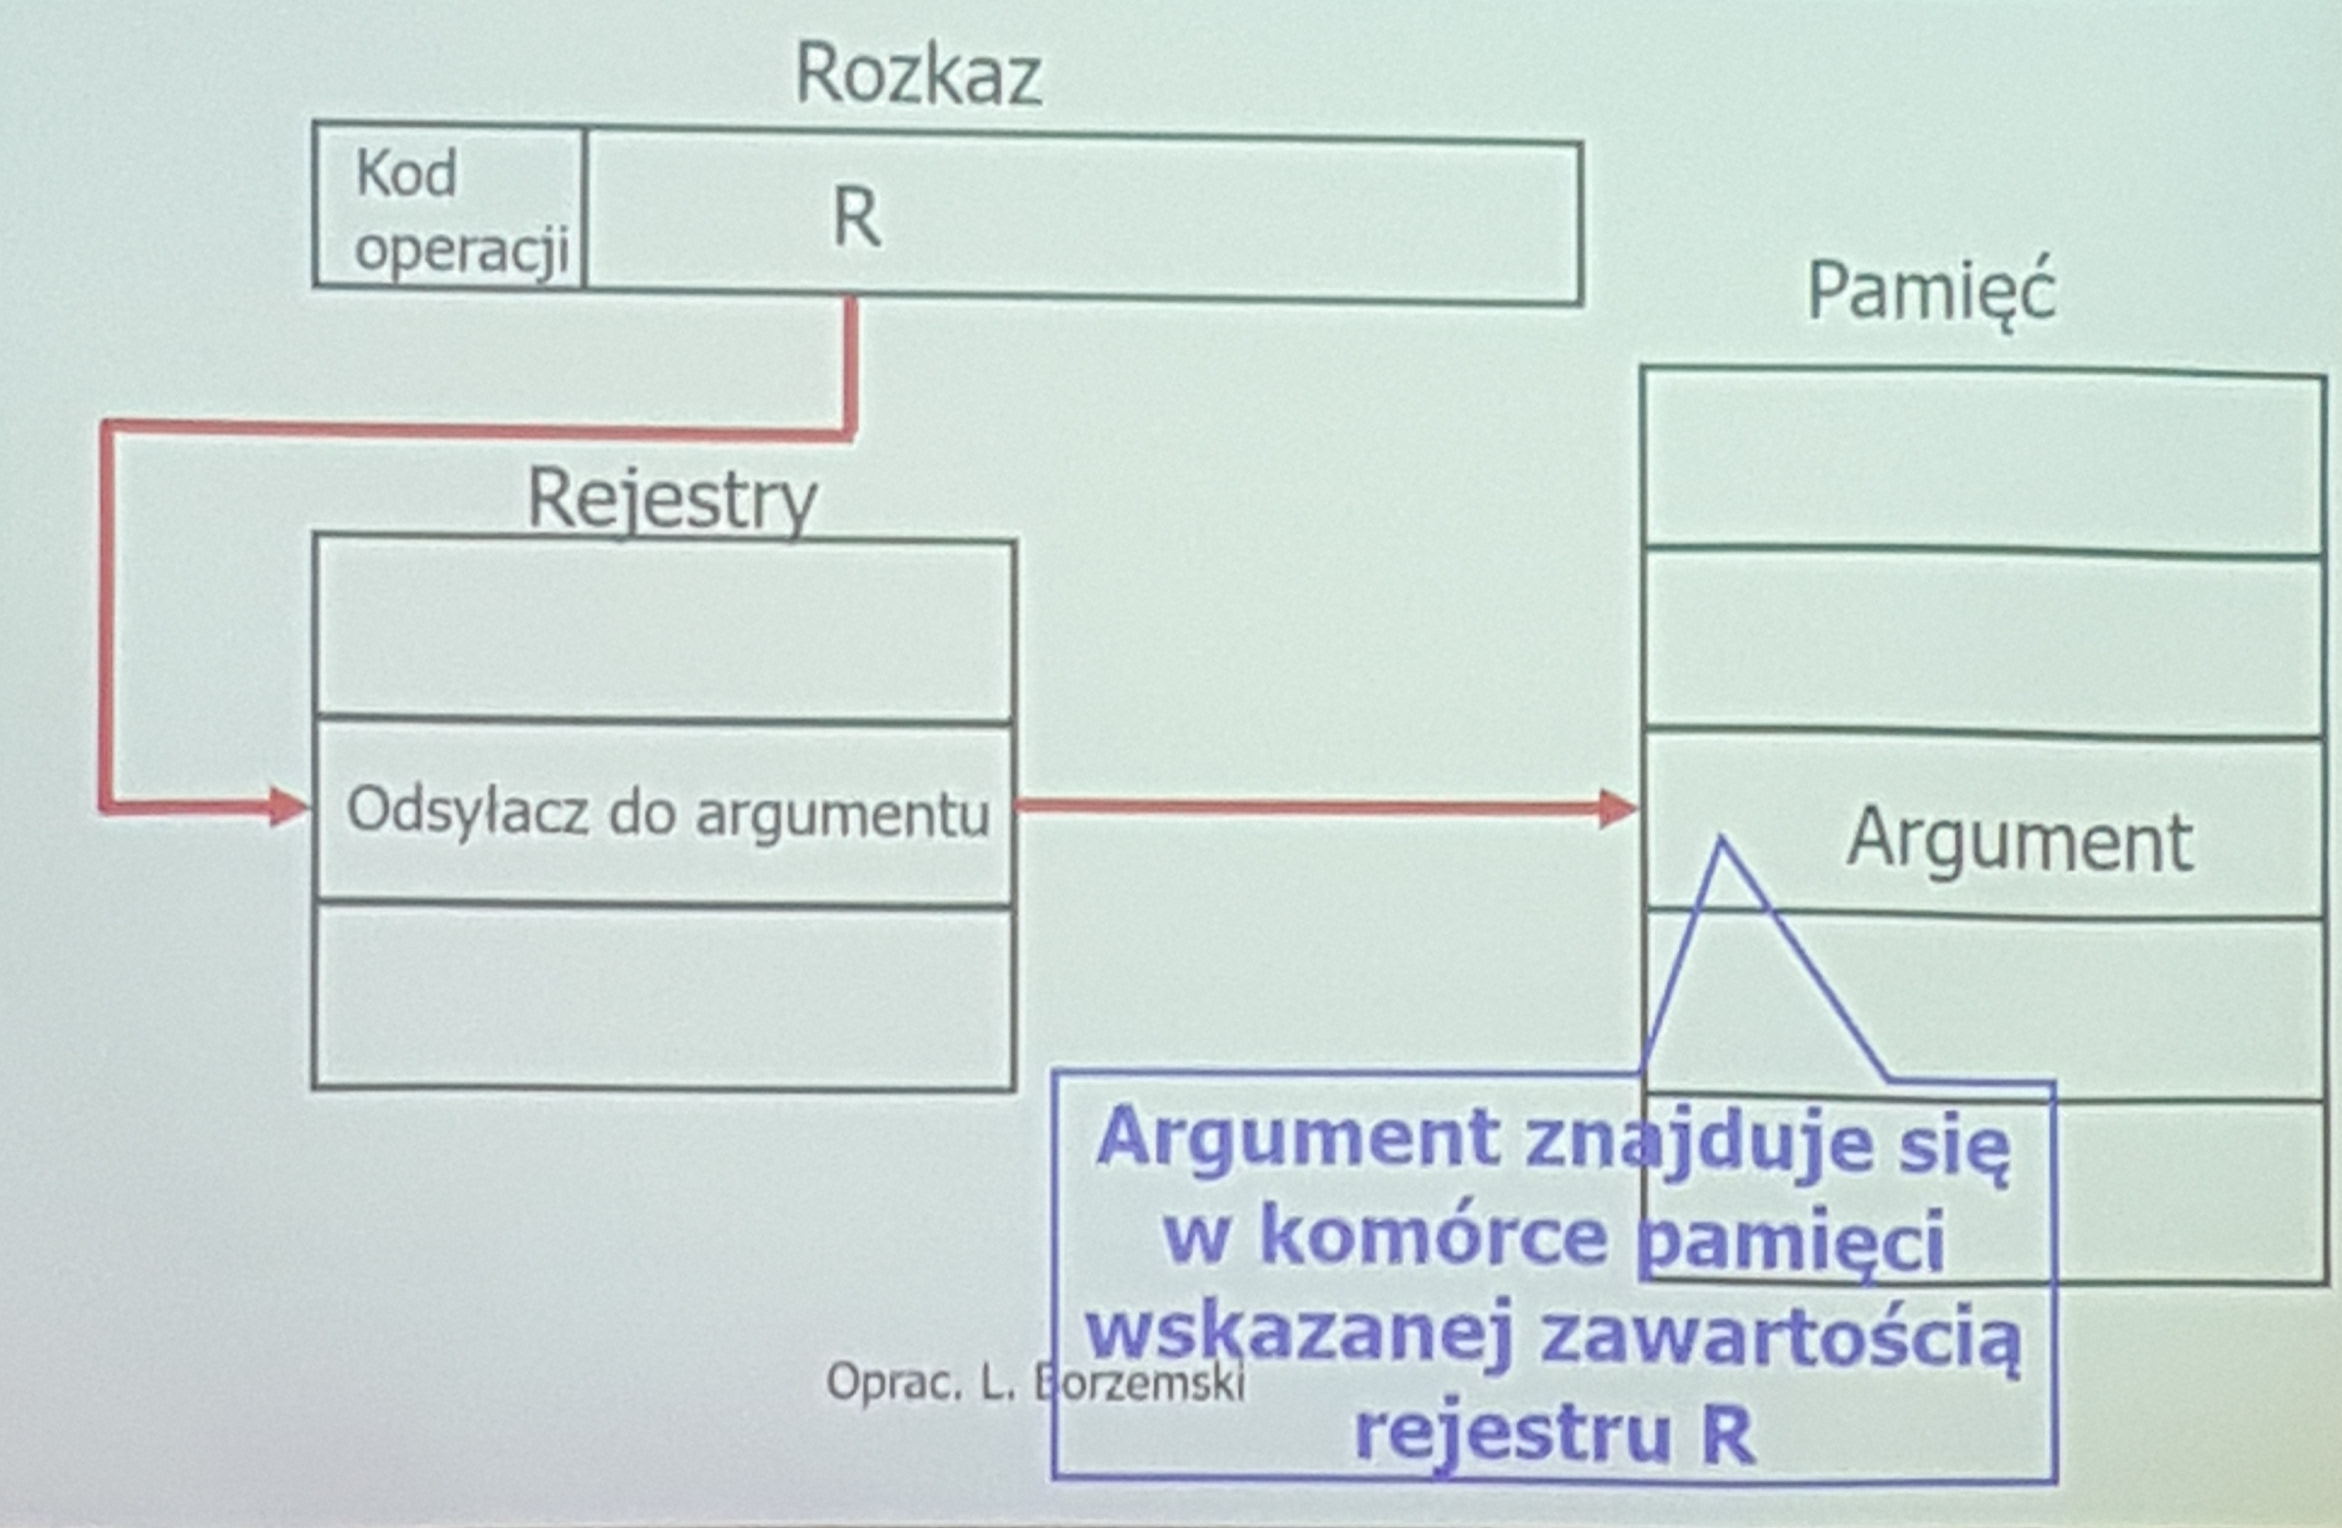 Rozkaz
Kod
operacji
R
Pamięć
Rejestry
Odsyłacz do argumentu
Argument
Argument znajduje się
w komórce pamięci
wskazanej zawartością
rejestru R
Oprac. L. Borzemski